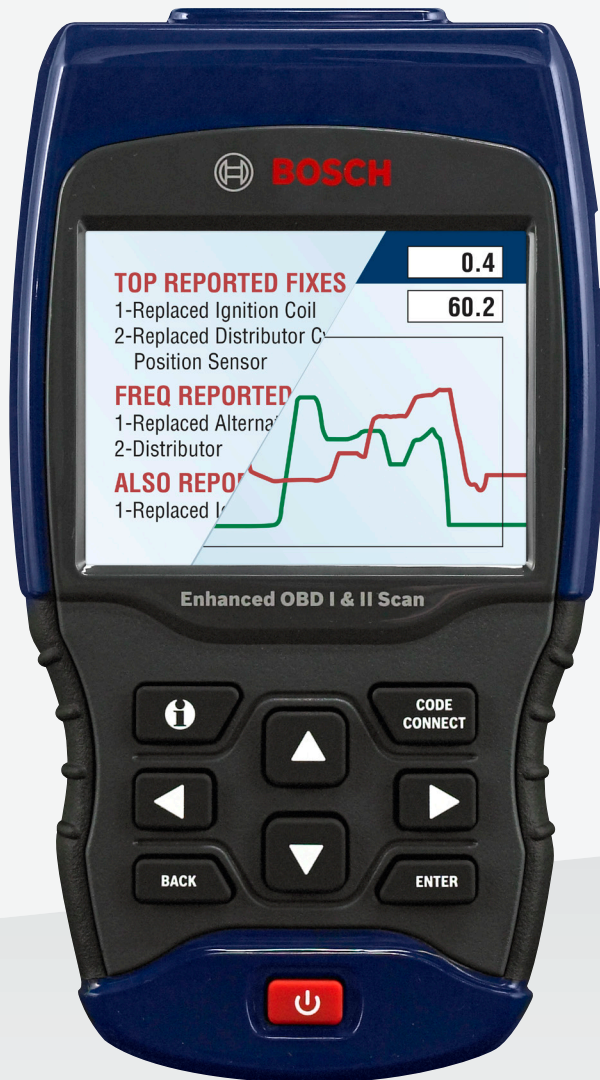 BOSCH
TOP REPORTED FIXES
1-Replaced Ignition Coil
2-Replaced Distributor
Position Sensor
FREQ REPORTED
1-Replaced
2-Distributor
ALSO
1-Replaced
0.4
60.2
Enhanced OBD I & II Scan
i
CODE
CONNECT
BACK
ENTER